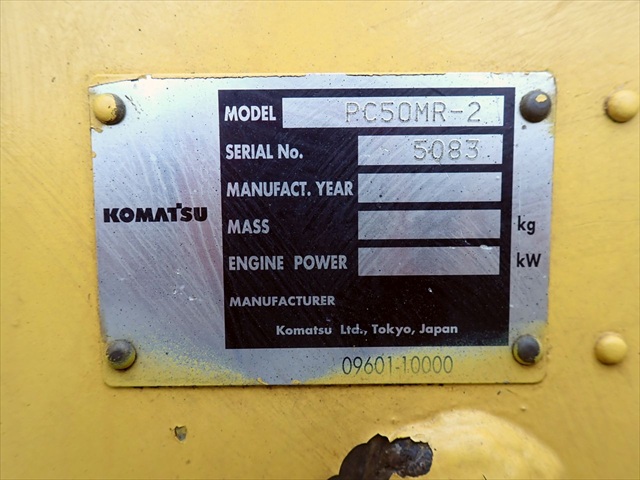 MODEL PC50MR-2
SERIAL No. 5083
MANUFACT. YEAR
KOMATSU
MASS kg
ENGINE POWER kW
MANUFACTURER
Komatsu Ltd., Tokyo, Japan
09601-10000